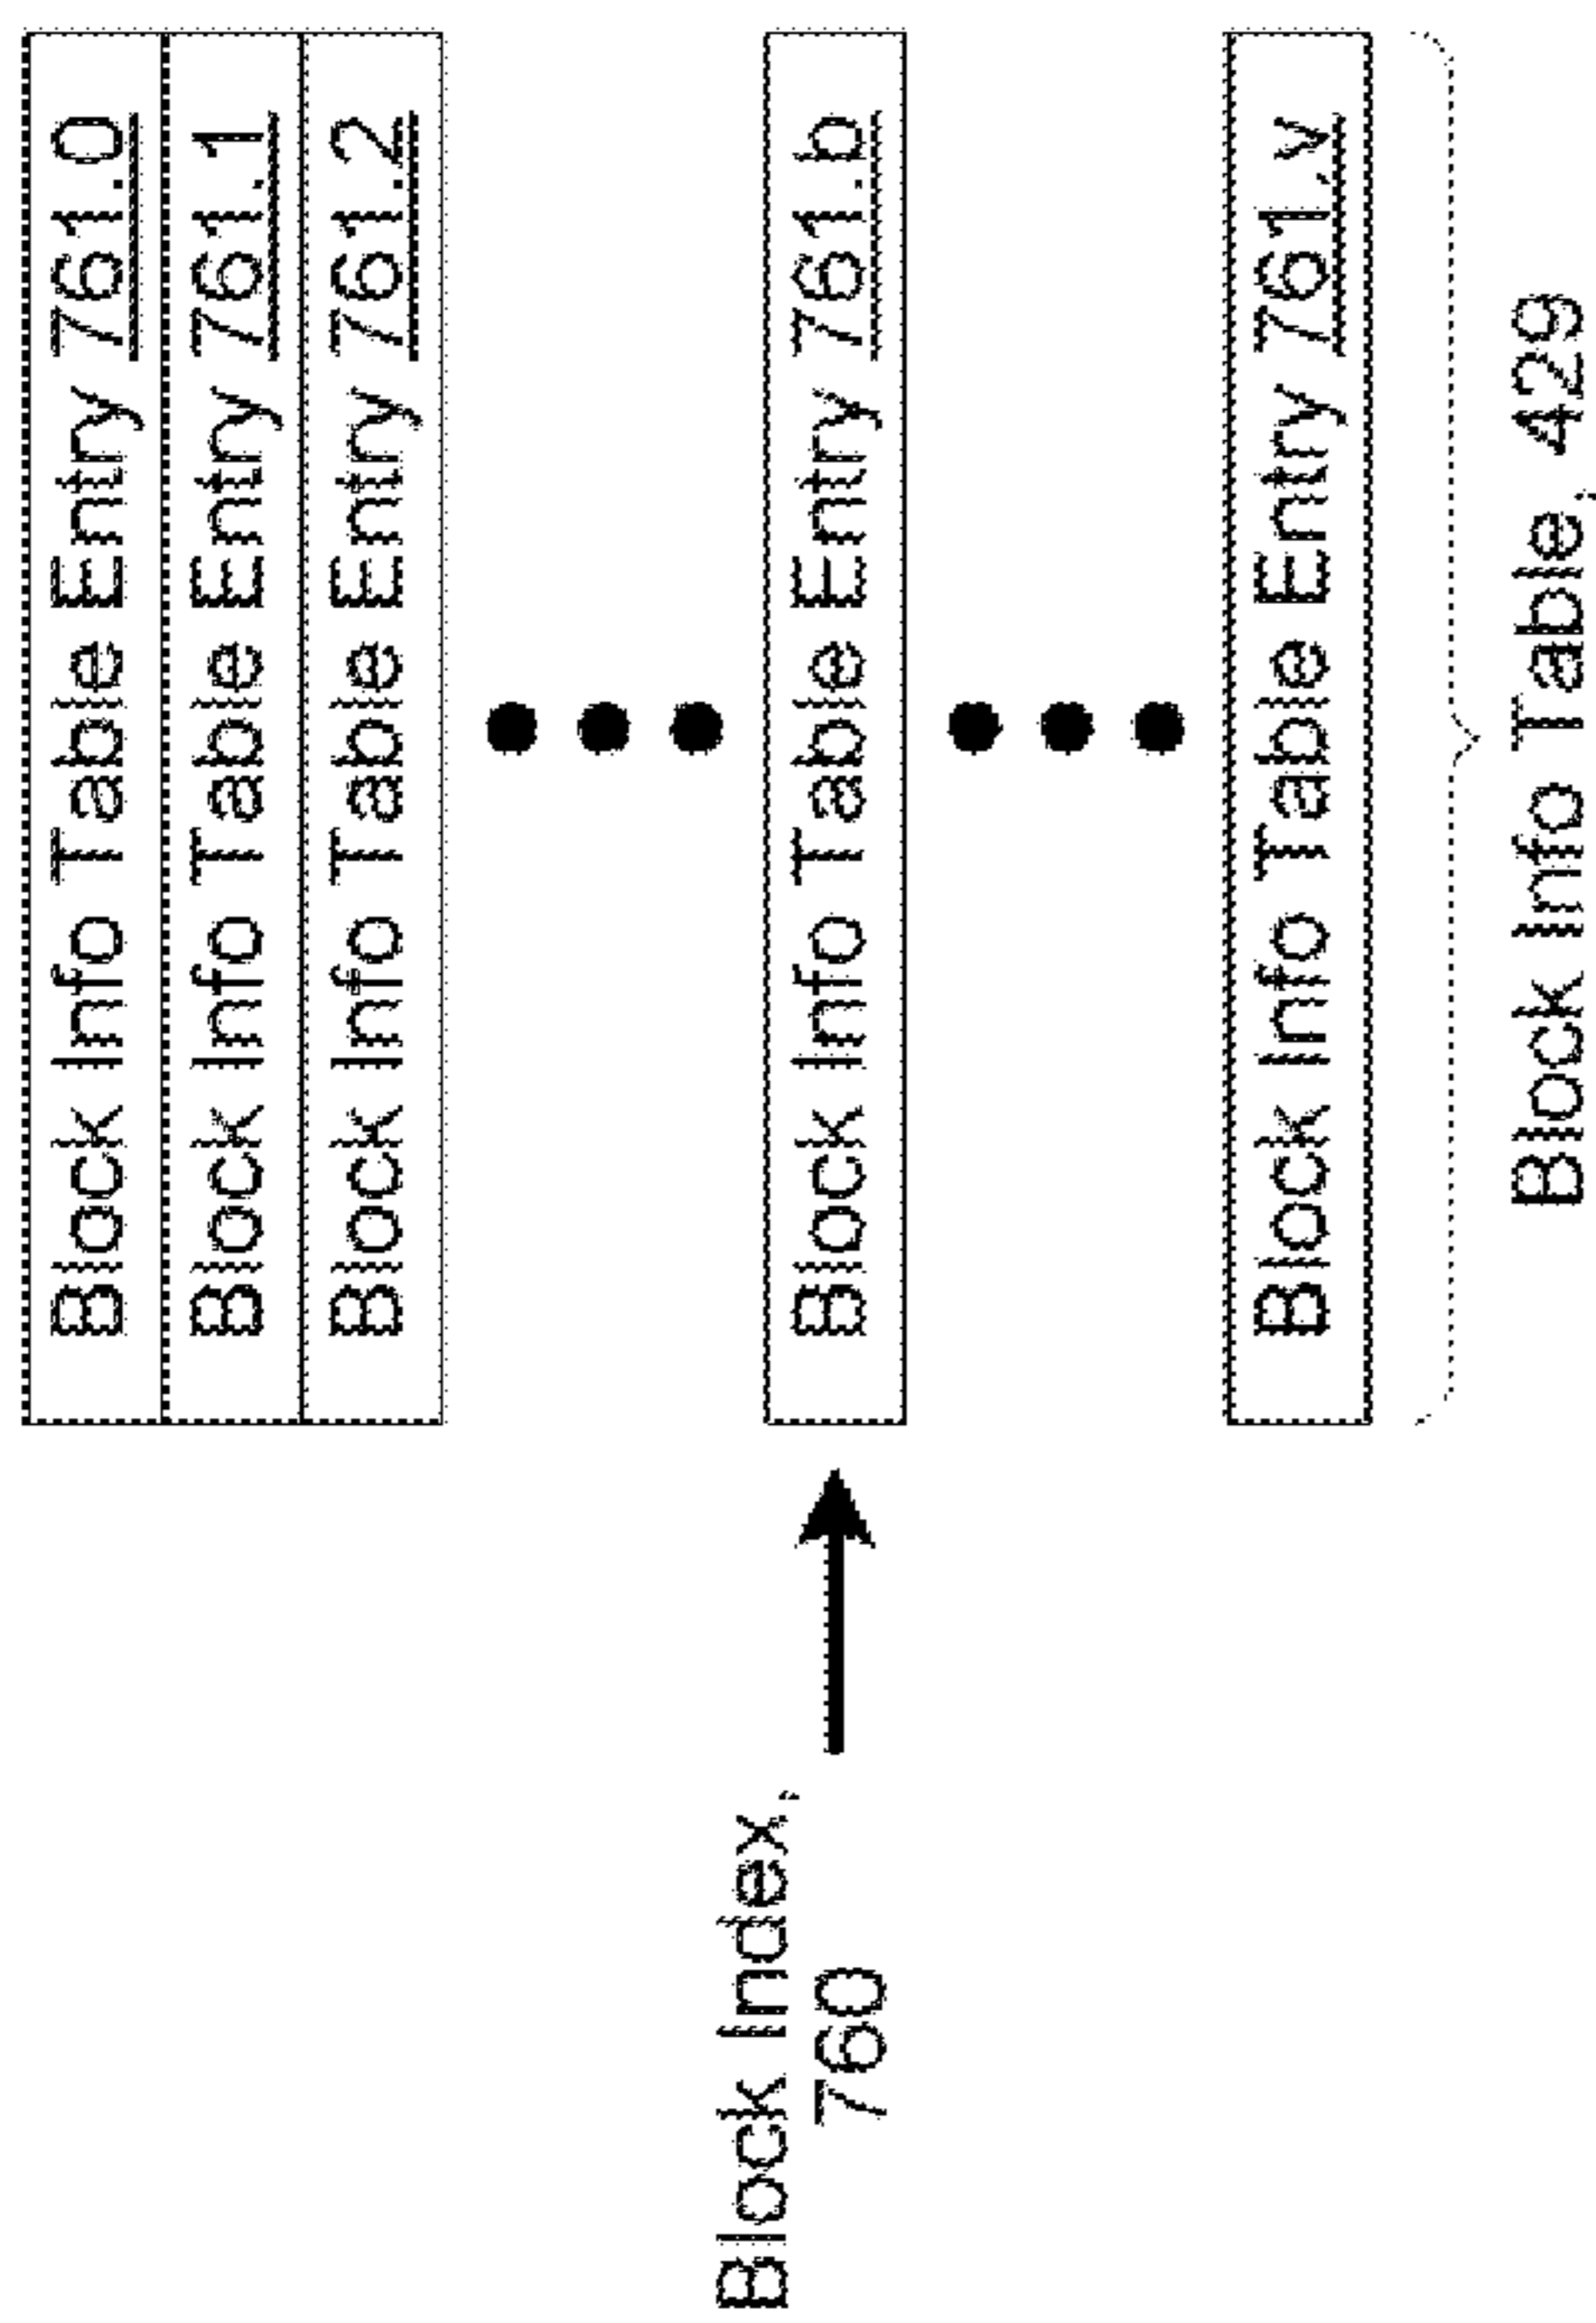 Block Info Table Entry 761.0
Block Info Table Entry 761.1
Block Info Table Entry 761.2
Block Index,
760
Block Info Table Entry 761.b
Block Info Table Entry 761.v
Block Info Table, 429